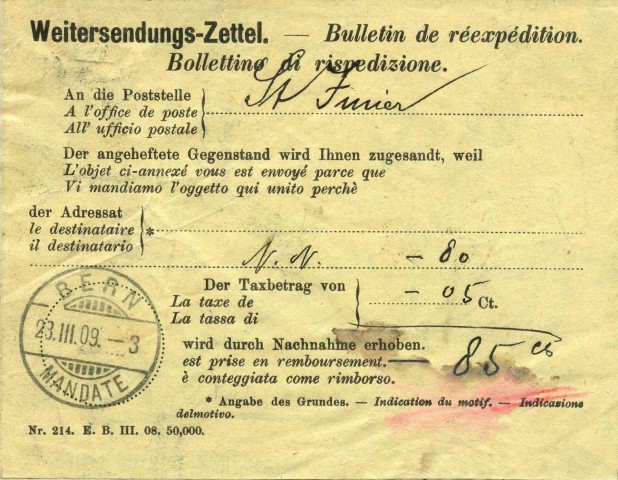 Weitersendungs-Zettel. — Bulletin de réexpédition.
Bollettino di rispedizione.
An die Poststelle
A l'office de poste
All' ufficio postale
St Imier
Der angeheftete Gegenstand wird Ihnen zugesandt, weil
L'objet ci-annexé vous est envoyé parce que
Vi mandiamo l'oggetto qui unito perchè
der Adressat
le destinataire
il destinatario
*
N. N. — 80
Der Taxbetrag von
La taxe de
La tassa di
— 05 Ct.
wird durch Nachnahme erhoben.
est prise en remboursement.
è conteggiata come rimborso.
— 85 cts
* Angabe des Grundes. — Indication du motif. — Indicazione
delmotivo.
Nr. 214. E. B. III. 08. 50,000.
BERN
23.III.09. — 3
MANDATE